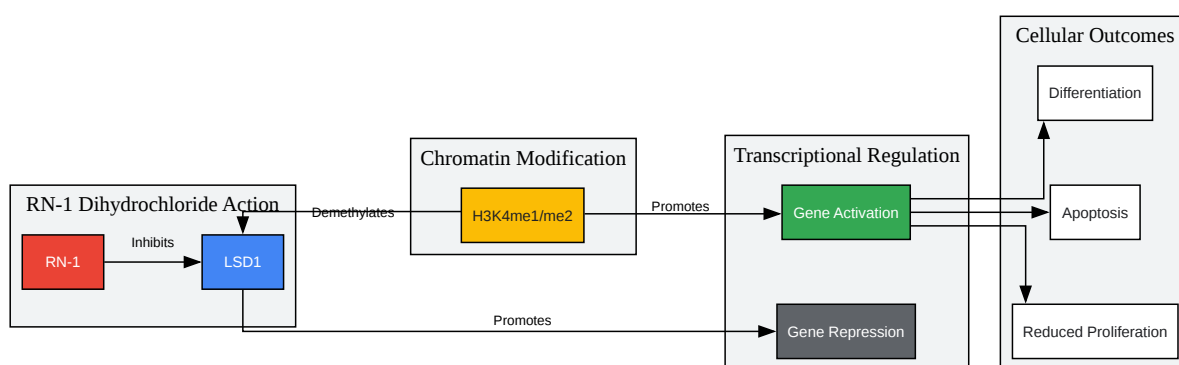 Cellular Outcomes
Differentiation
Chromatin Modification
Transcriptional Regulation
RN-1 Dihydrochloride Action
Demethylates
H3K4me1/me2
Promotes
Gene Activation
Apoptosis
Inhibits
RN-1
LSD1
Promotes
Gene Repression
Reduced Proliferation